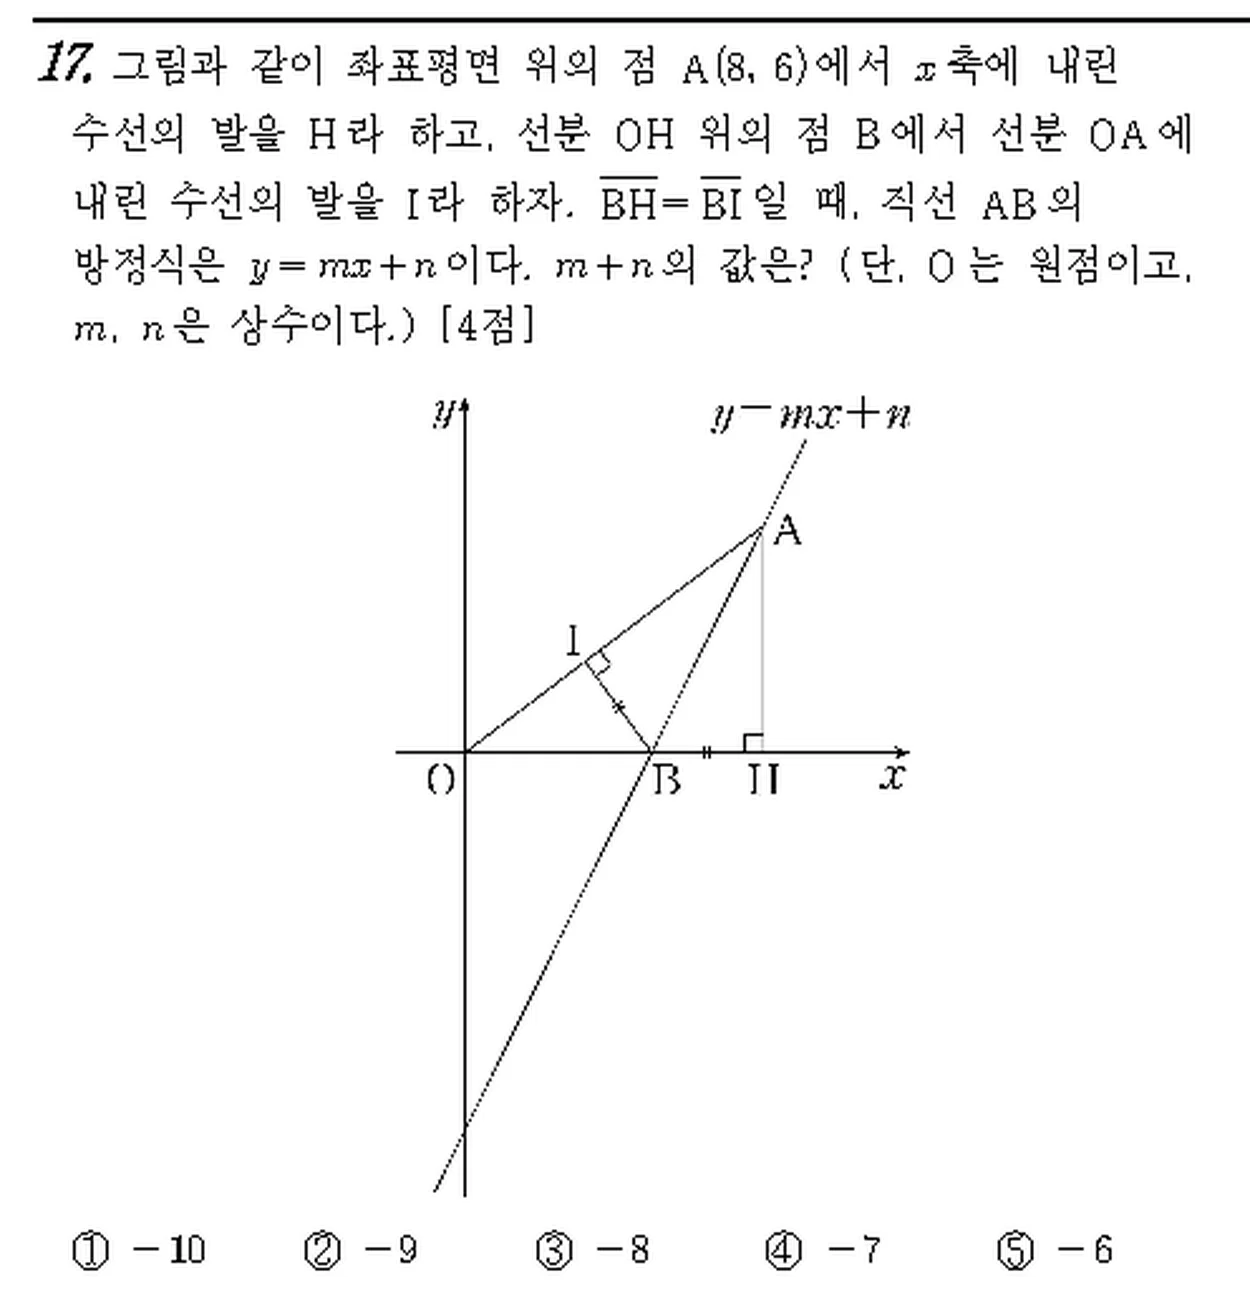 17. 그림과 같이 좌표평면 위의 점 A(8, 6)에서 x축에 내린
수선의 발을 H라 하고, 선분 OH 위의 점 B에서 선분 OA에
내린 수선의 발을 I라 하자. B̅H̅=B̅I̅일 때, 직선 AB의
방정식은 y=mx+n이다. m+n의 값은? (단, O는 원점이고,
m, n은 상수이다.) [4점]
y
y=mx+n
A
I
O
B
H
x
① -10 ② -9 ③ -8 ④ -7 ⑤ -6